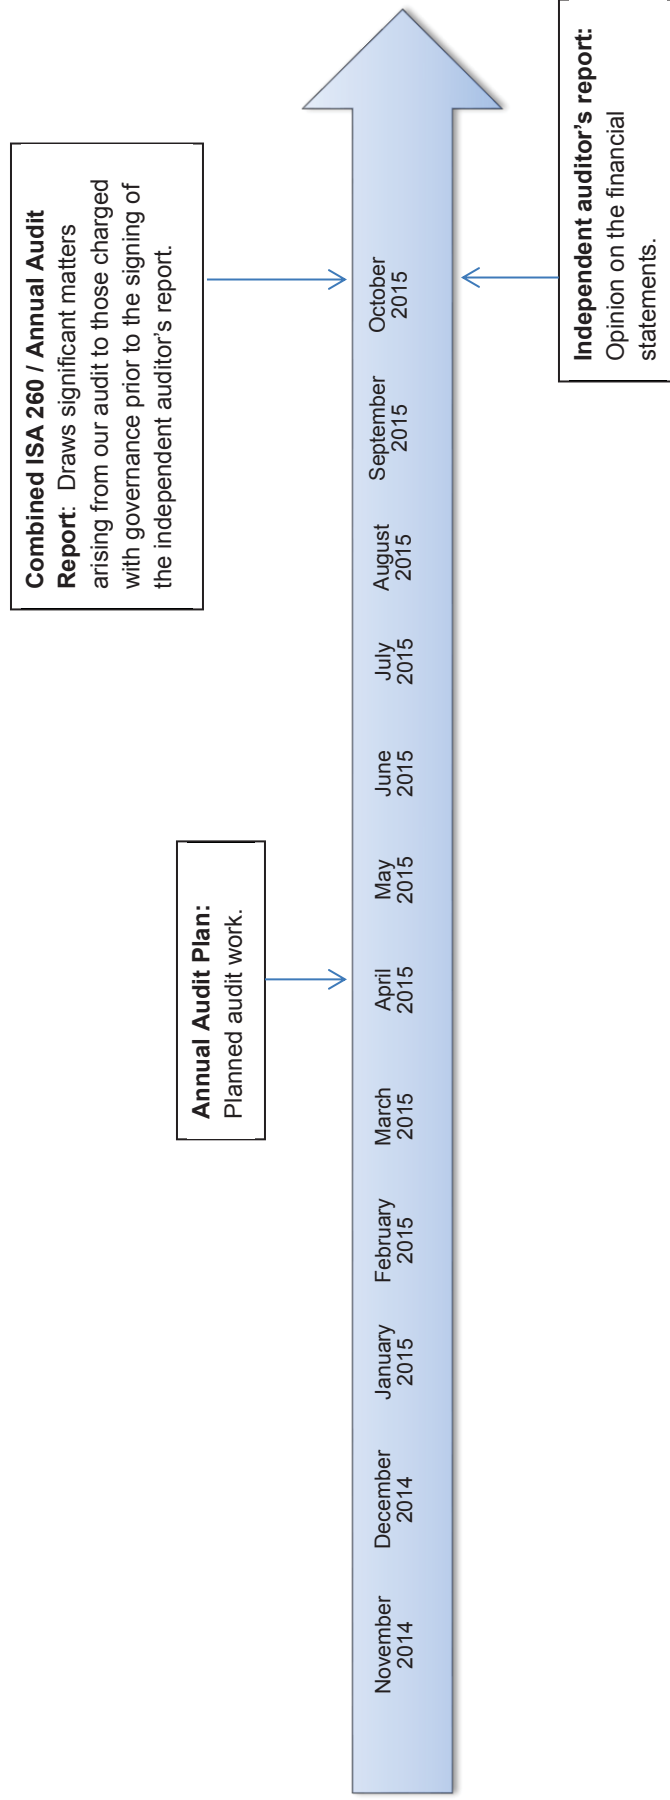 Combined ISA 260 / Annual Audit
Report: Draws significant matters
arising from our audit to those charged
with governance prior to the signing of
the independent auditor's report.
Annual Audit Plan:
Planned audit work.
November
2014
December
2014
January
2015
February
2015
March
2015
April
2015
May
2015
June
2015
July
2015
August
2015
September
2015
October
2015
Independent auditor's report:
Opinion on the financial
statements.